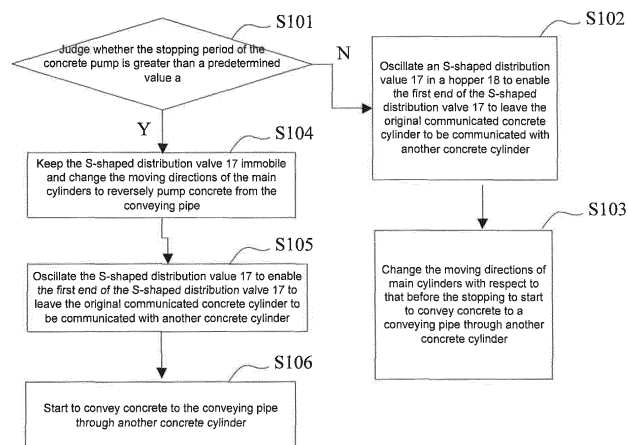 S101
Judge whether the stopping period of the
concrete pump is greater than a predetermined
value a
N
Y
S102
Oscillate an S-shaped distribution
value 17 in a hopper 18 to enable
the first end of the S-shaped
distribution valve 17 to leave the
original communicated concrete
cylinder to be communicated with
another concrete cylinder
S103
Change the moving directions of
main cylinders with respect to
that before the stopping to start
to convey concrete to a
conveying pipe through another
concrete cylinder
S104
Keep the S-shaped distribution valve 17 immobile
and change the moving directions of the main
cylinders to reversely pump concrete from the
conveying pipe
S105
Oscillate the S-shaped distribution valve 17 to enable
the first end of the S-shaped distribution valve 17 to
leave the original communicated concrete cylinder to
be communicated with another concrete cylinder
S106
Start to convey concrete to the conveying pipe
through another concrete cylinder